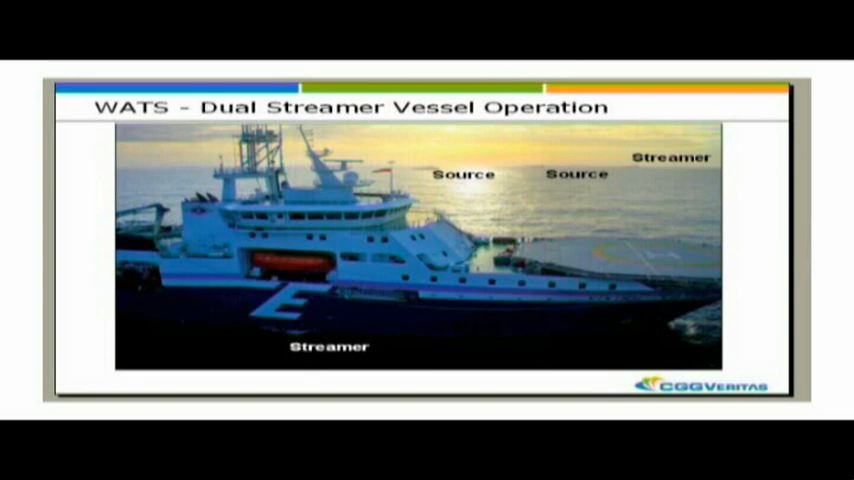 WATS - Dual Streamer Vessel Operation
Streamer
Source Source
E
Streamer
CGGVERITAS